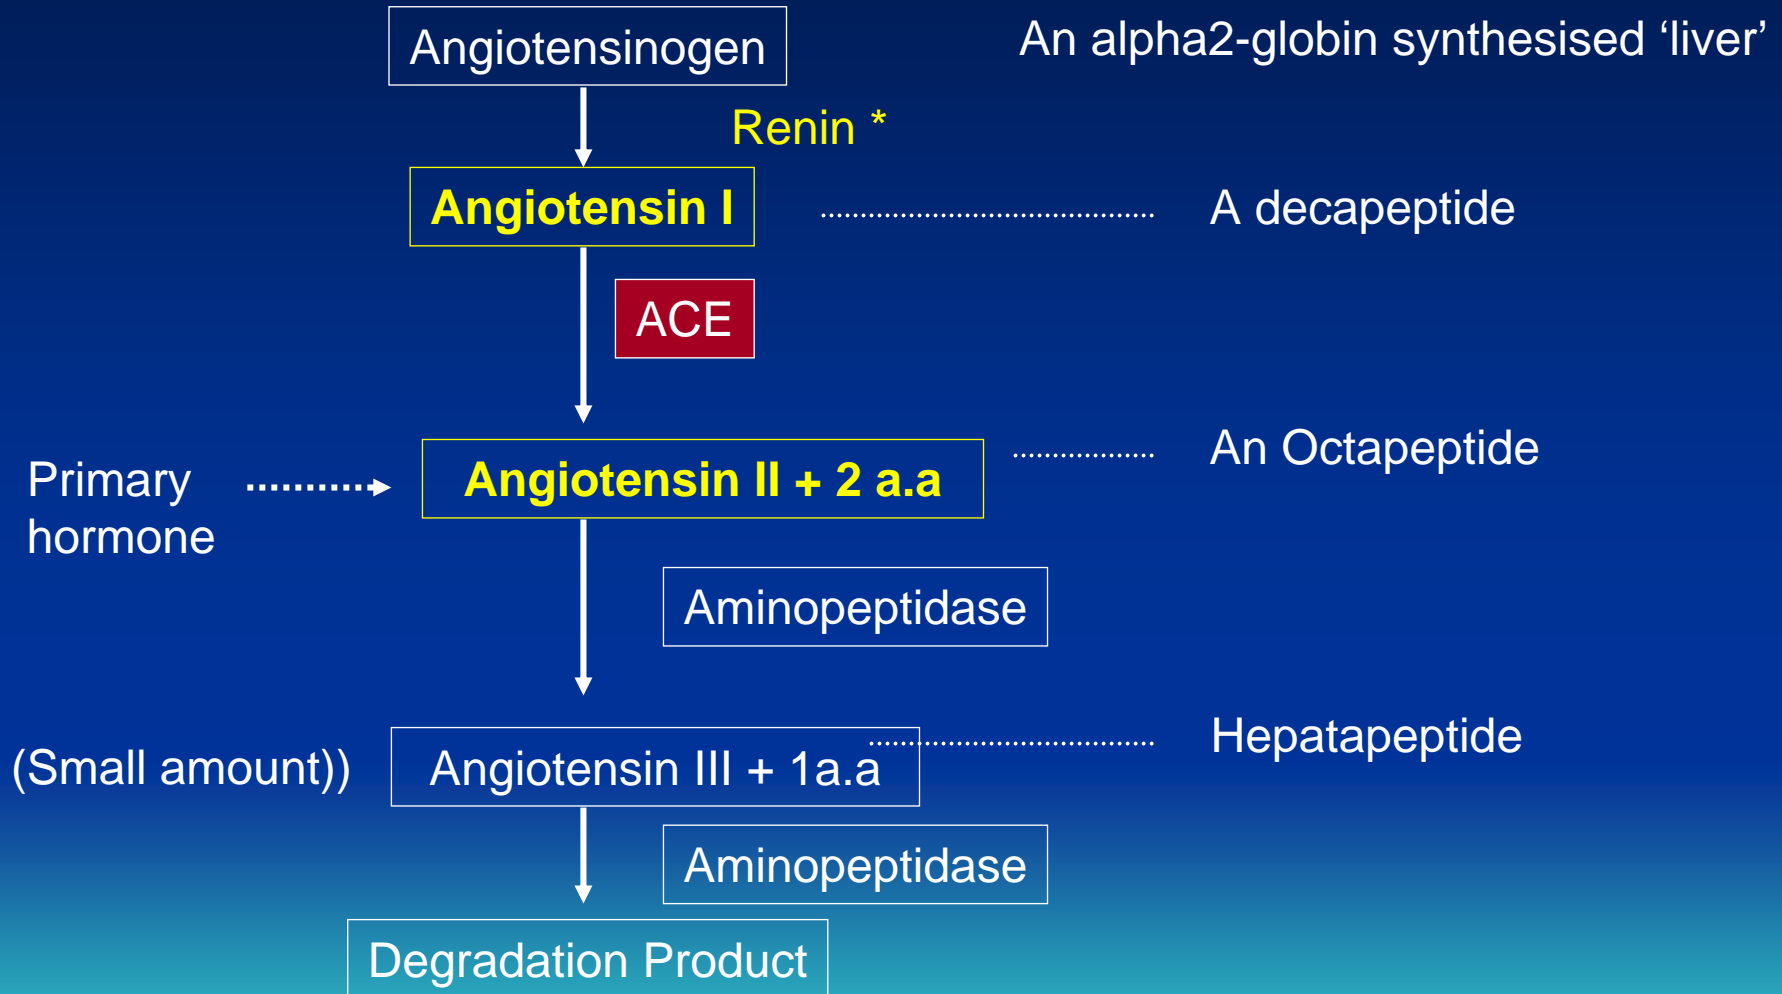 Angiotensinogen
An alpha2-globin synthesised ‘liver’
Renin *
Angiotensin I
A decapeptide
ACE
Primary
hormone
Angiotensin II + 2 a.a
An Octapeptide
Aminopeptidase
(Small amount))
Angiotensin III + 1a.a
Hepatapeptide
Aminopeptidase
Degradation Product